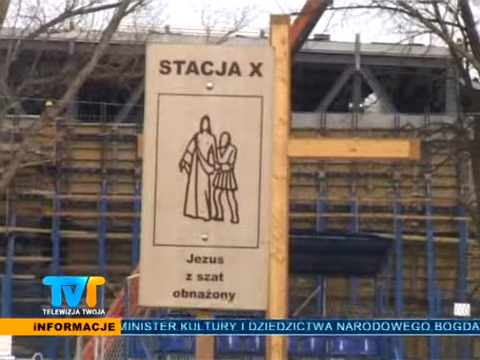 STACJA X
Jezus
z szat
obnażony
TVT
TELEWIZJA TWOJA
iNFORMACJE
MINISTER KULTURY I DZIEDZICTWA NARODOWEGO BOGDA